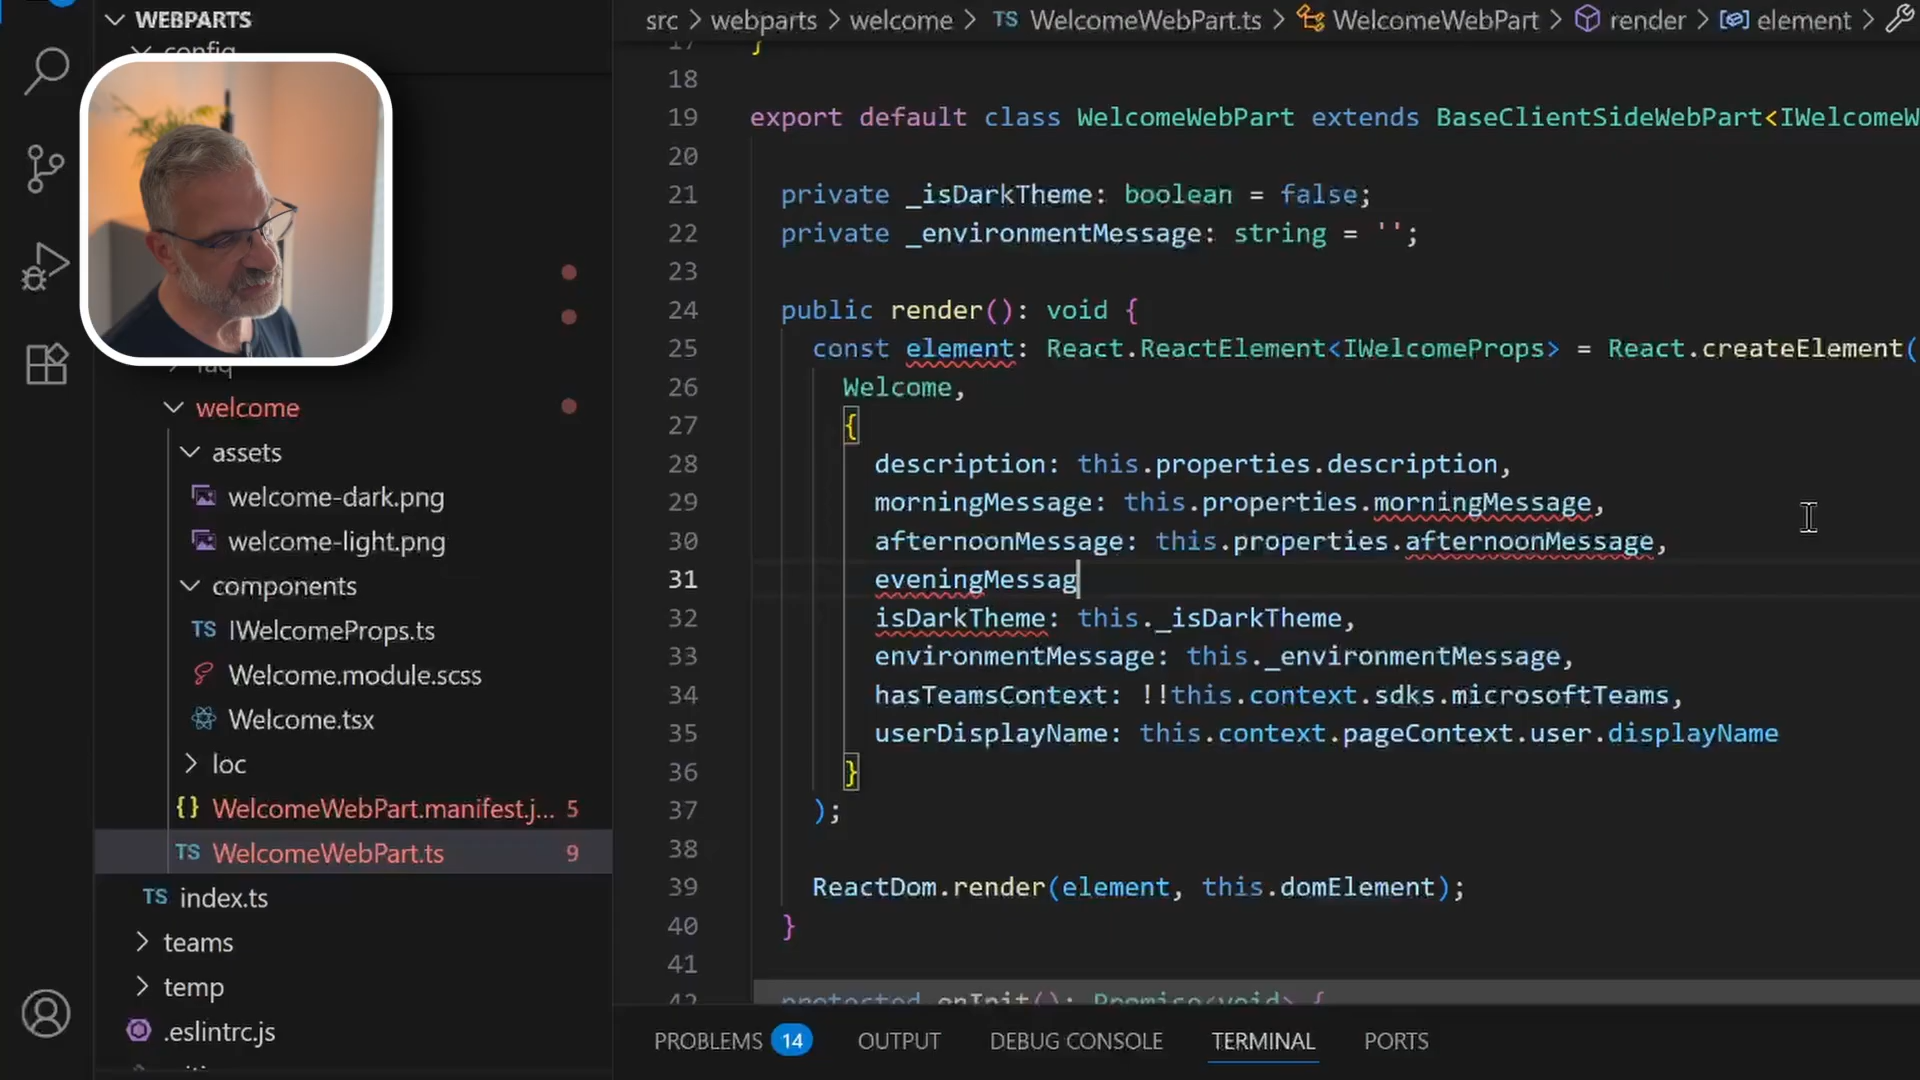 WEBPARTS
config
faq
welcome
assets
welcome-dark.png
welcome-light.png
components
TS IWelcomeProps.ts
Welcome.module.scss
Welcome.tsx
loc
{} WelcomeWebPart.manifest.j... 5
TS WelcomeWebPart.ts 9
TS index.ts
teams
temp
.eslintrc.js
src > webparts > welcome > TS WelcomeWebPart.ts > WelcomeWebPart > render > element >
17 }
18
19 export default class WelcomeWebPart extends BaseClientSideWebPart<IWelcomeW
20
21 private _isDarkTheme: boolean = false;
22 private _environmentMessage: string = '';
23
24 public render(): void {
25 const element: React.ReactElement<IWelcomeProps> = React.createElement(
26 Welcome,
27 {
28 description: this.properties.description,
29 morningMessage: this.properties.morningMessage,
30 afternoonMessage: this.properties.afternoonMessage,
31 eveningMessag
32 isDarkTheme: this._isDarkTheme,
33 environmentMessage: this._environmentMessage,
34 hasTeamsContext: !!this.context.sdks.microsoftTeams,
35 userDisplayName: this.context.pageContext.user.displayName
36 }
37 );
38
39 ReactDom.render(element, this.domElement);
40 }
41
42 protected onInit(): Promise<void> {
PROBLEMS 14 OUTPUT DEBUG CONSOLE TERMINAL PORTS